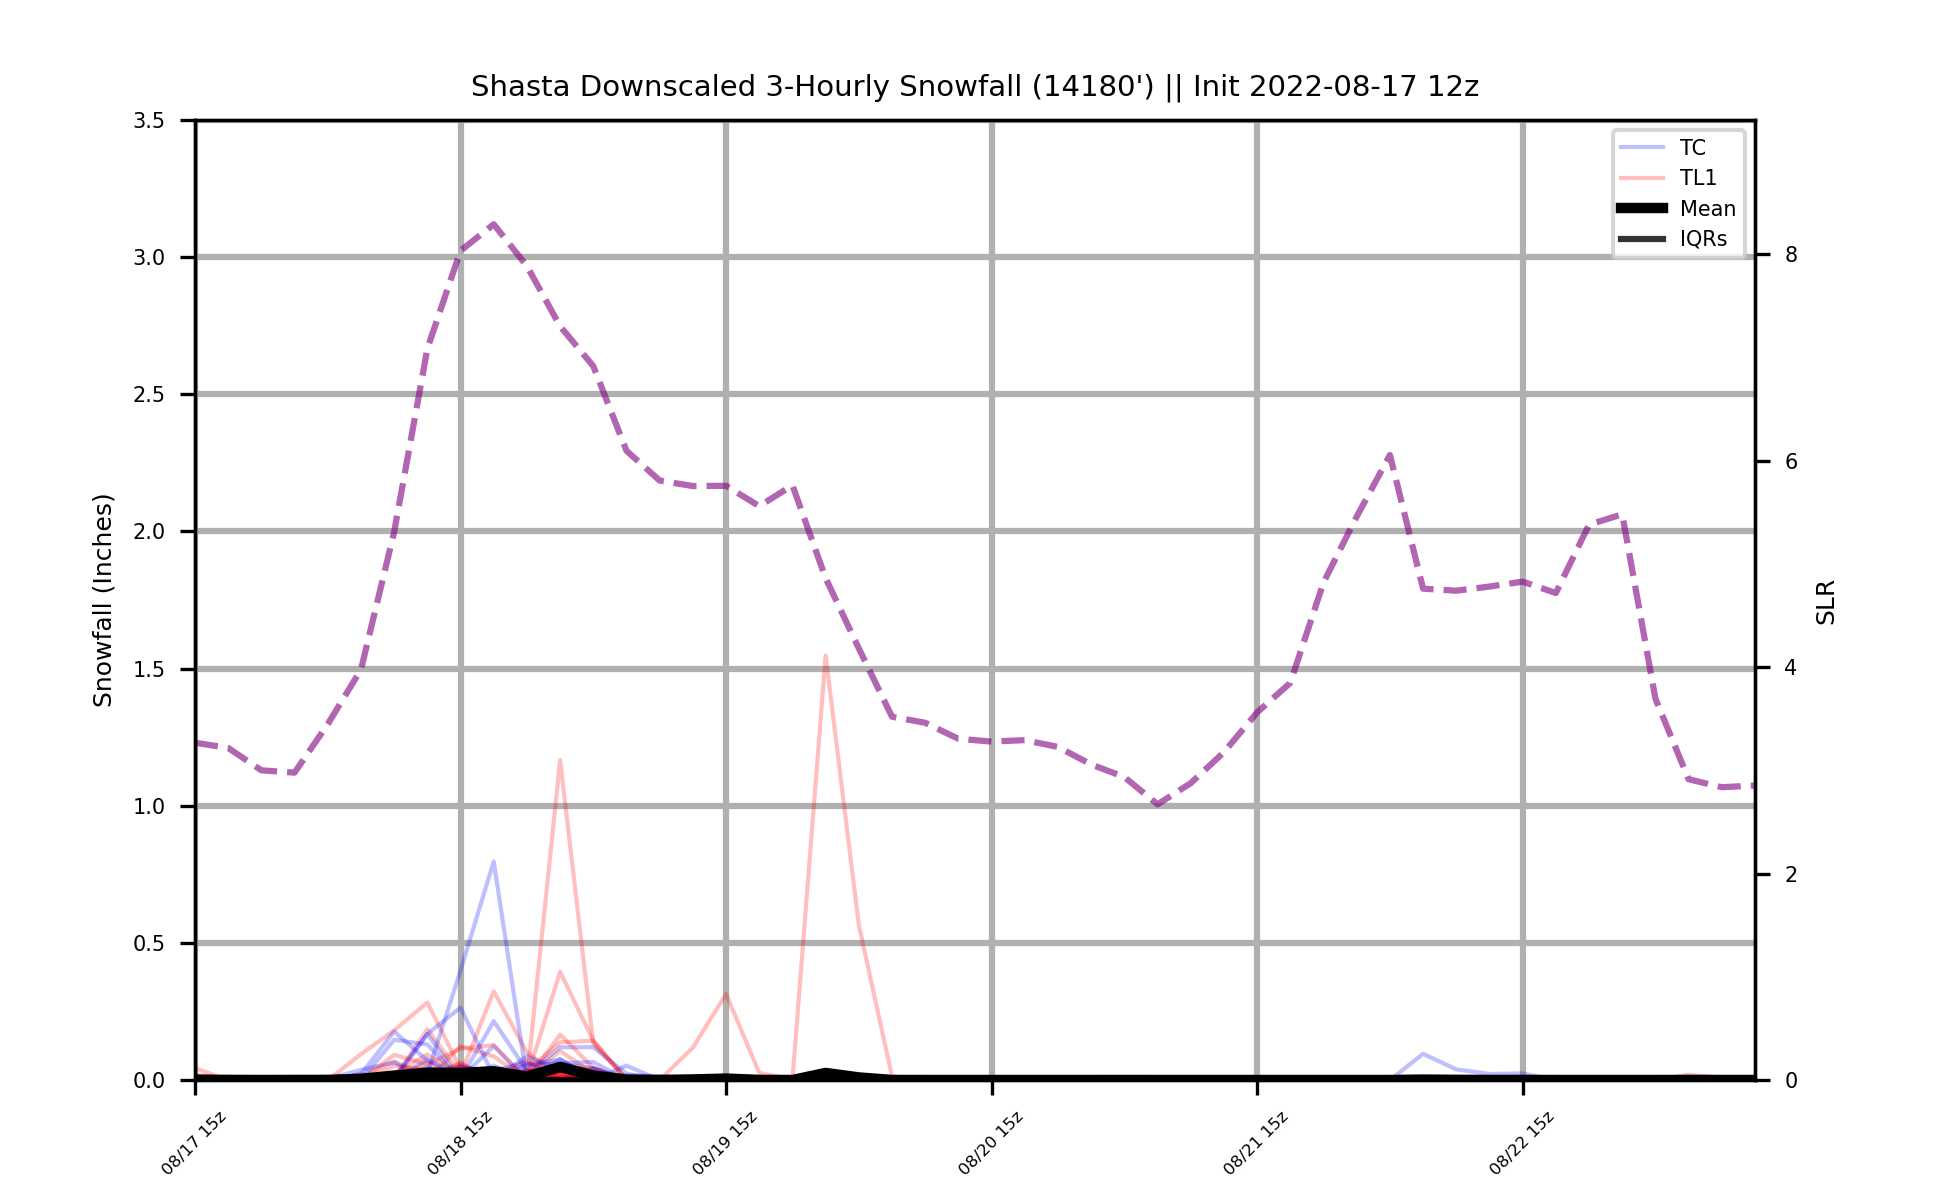 Shasta Downscaled 3-Hourly Snowfall (14180') || Init 2022-08-17 12z
3.5
3.0
2.5
2.0
1.5
1.0
0.5
0.0
Snowfall (Inches)
TC
TL1
Mean
IQRs
8
6
4
2
0
SLR
08/17 15z
08/18 15z
08/19 15z
08/20 15z
08/21 15z
08/22 15z